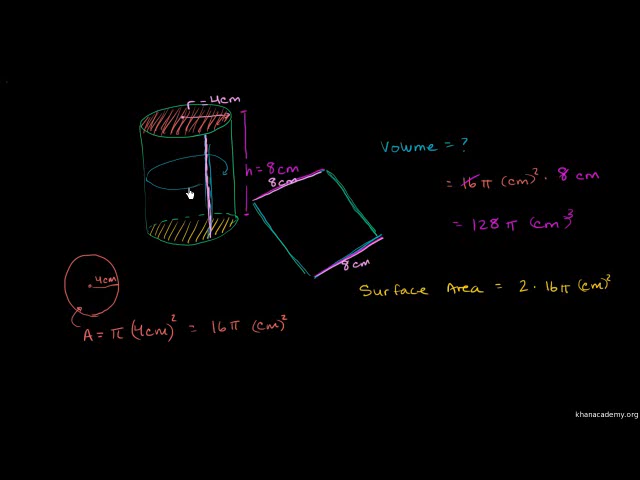 r = 4cm
h = 8cm
8cm
8cm
Volume = ?
= 16π (cm)² · 8 cm
= 128π (cm)³
Surface Area = 2 · 16π (cm)²
4cm
A = π (4cm)² = 16π (cm)²
khanacademy.org